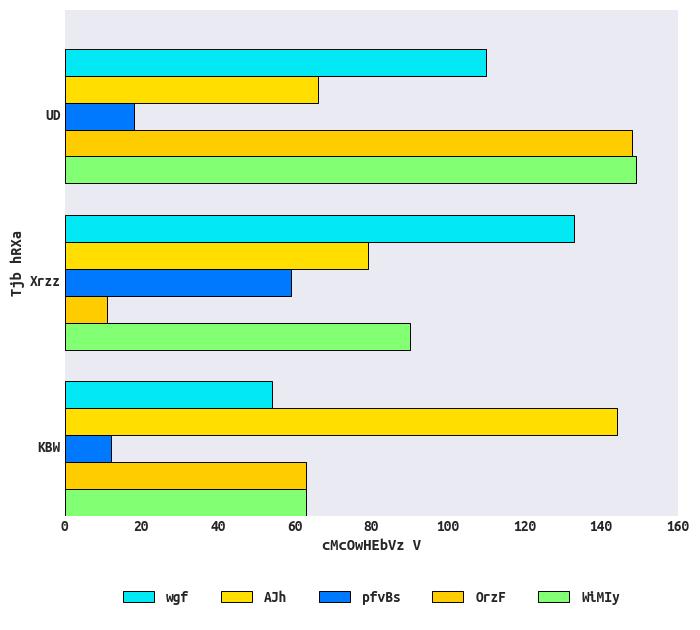 UD
Xrzz
KBW
Tjb hRXa
0 20 40 60 80 100 120 140 160
cMcOwHEbVz V
wgf AJh pfvBs OrzF WiMIy